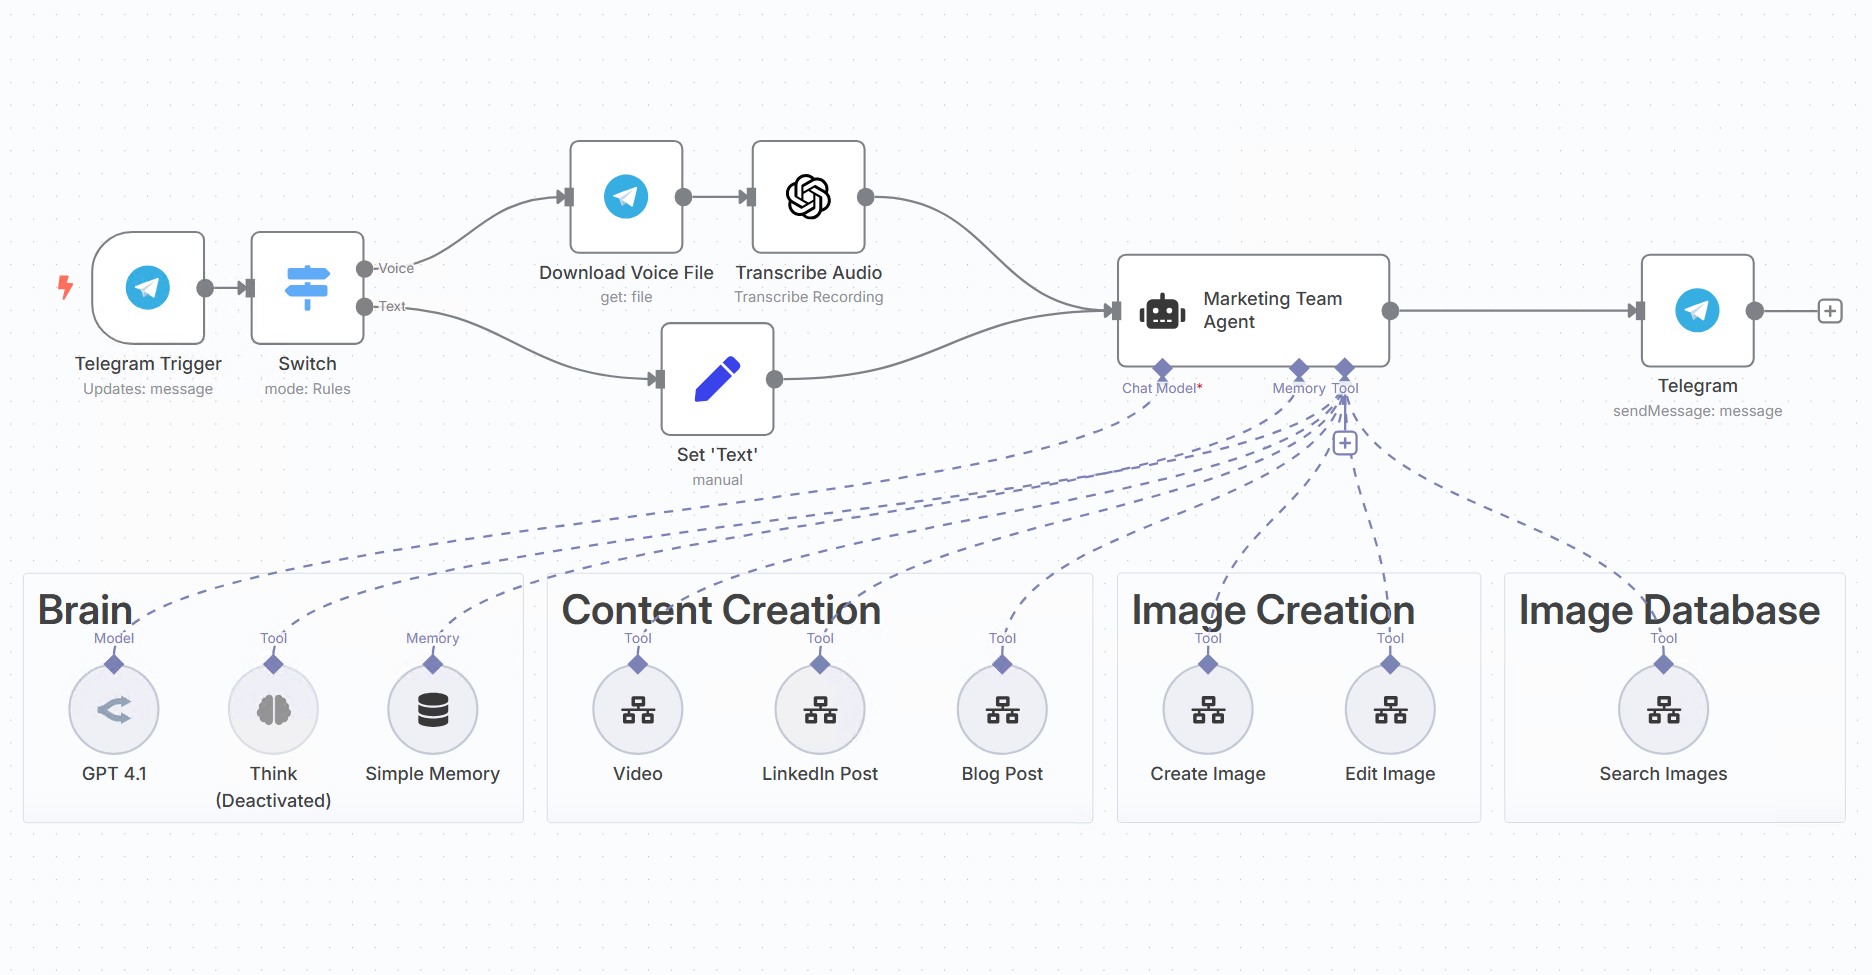 Voice
Text
Telegram Trigger
Updates: message
Switch
mode: Rules
Download Voice File
get: file
Transcribe Audio
Transcribe Recording
Set 'Text'
manual
Marketing Team
Agent
Chat Model*
Memory
Tool
Telegram
sendMessage: message
Brain
Model
Tool
Memory
GPT 4.1
Think
(Deactivated)
Simple Memory
Content Creation
Tool
Tool
Tool
Video
LinkedIn Post
Blog Post
Image Creation
Tool
Tool
Create Image
Edit Image
Image Database
Tool
Search Images